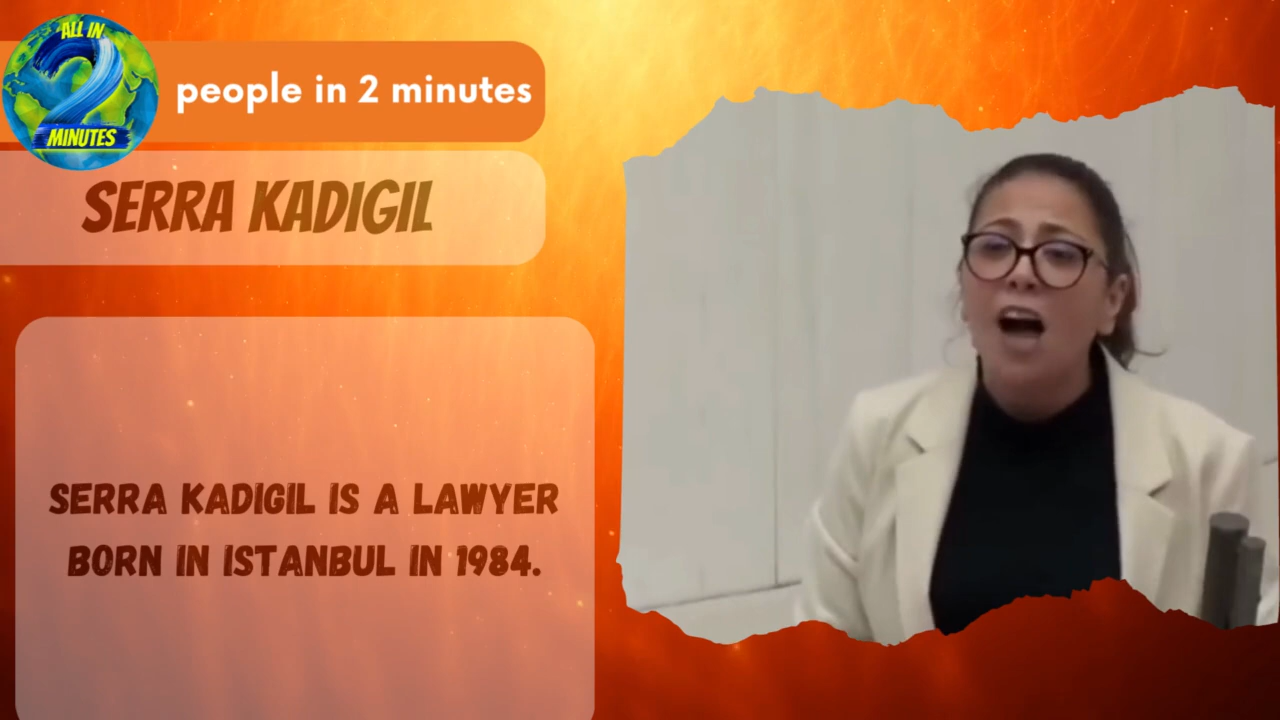 ALL IN
2
MINUTES
people in 2 minutes
SERRA KADIGIL
SERRA KADIGIL IS A LAWYER
BORN IN ISTANBUL IN 1984.